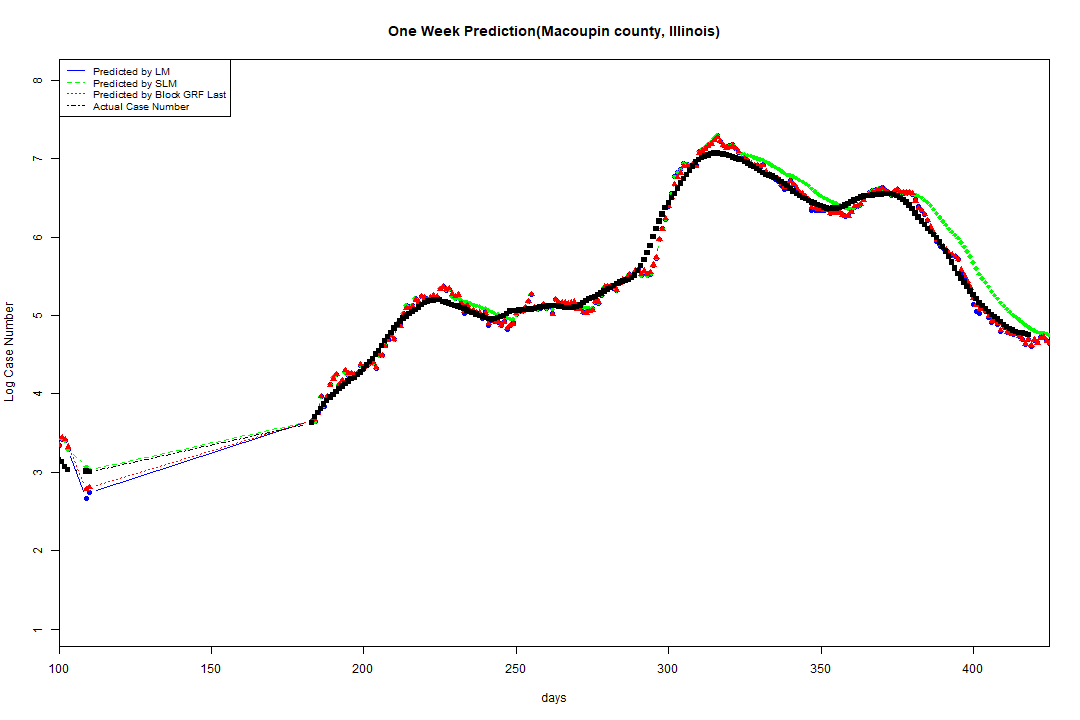 One Week Prediction(Macoupin county, Illinois)
Predicted by LM
Predicted by SLM
Predicted by Block GRF Last
Actual Case Number
8
7
6
5
4
3
2
1
Log Case Number
100 150 200 250 300 350 400
days